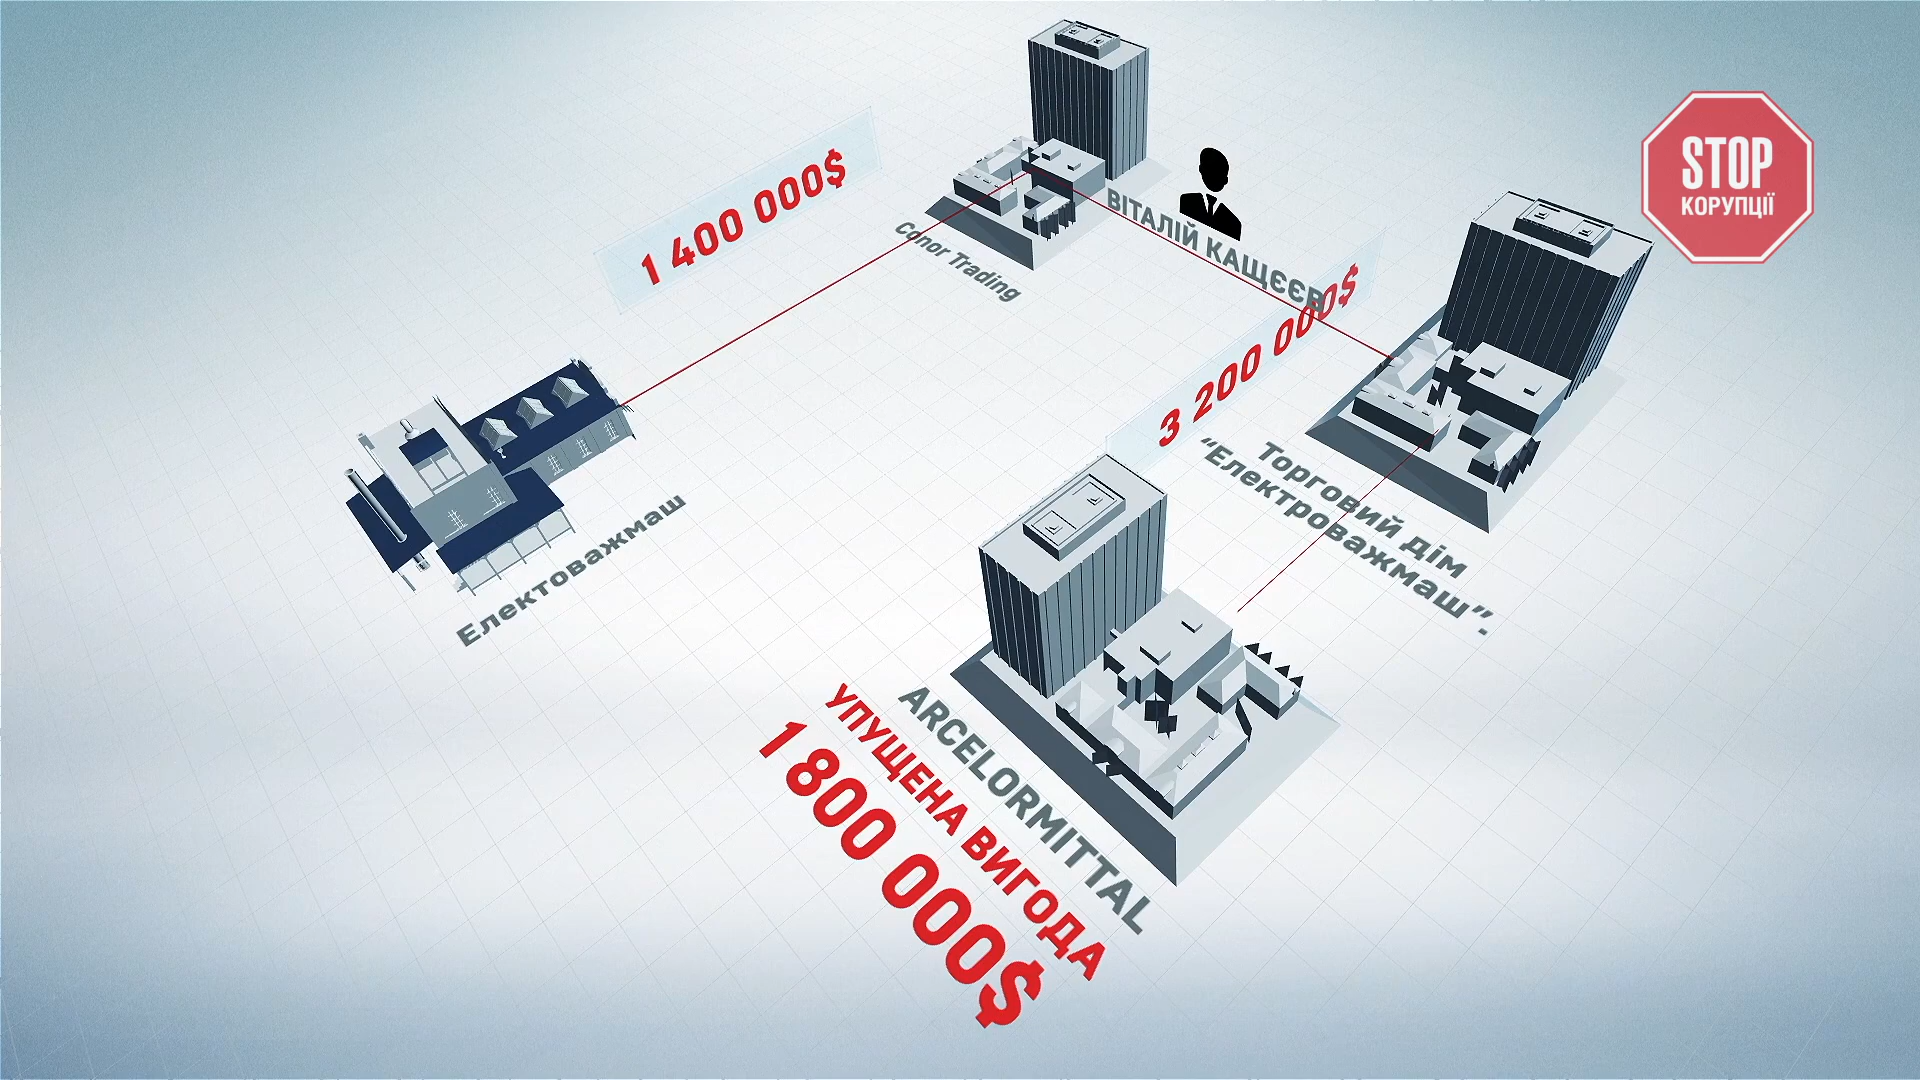 STOP
КОРУПЦІЇ
1 400 000$
Conor Trading
ВІТАЛІЙ КАЩЄЄВ
3 200 000$
Електоважмаш
Торговий дім
“Електроважмаш”.
ARCELORMITTAL
УПУЩЕНА ВИГОДА
1 800 000$